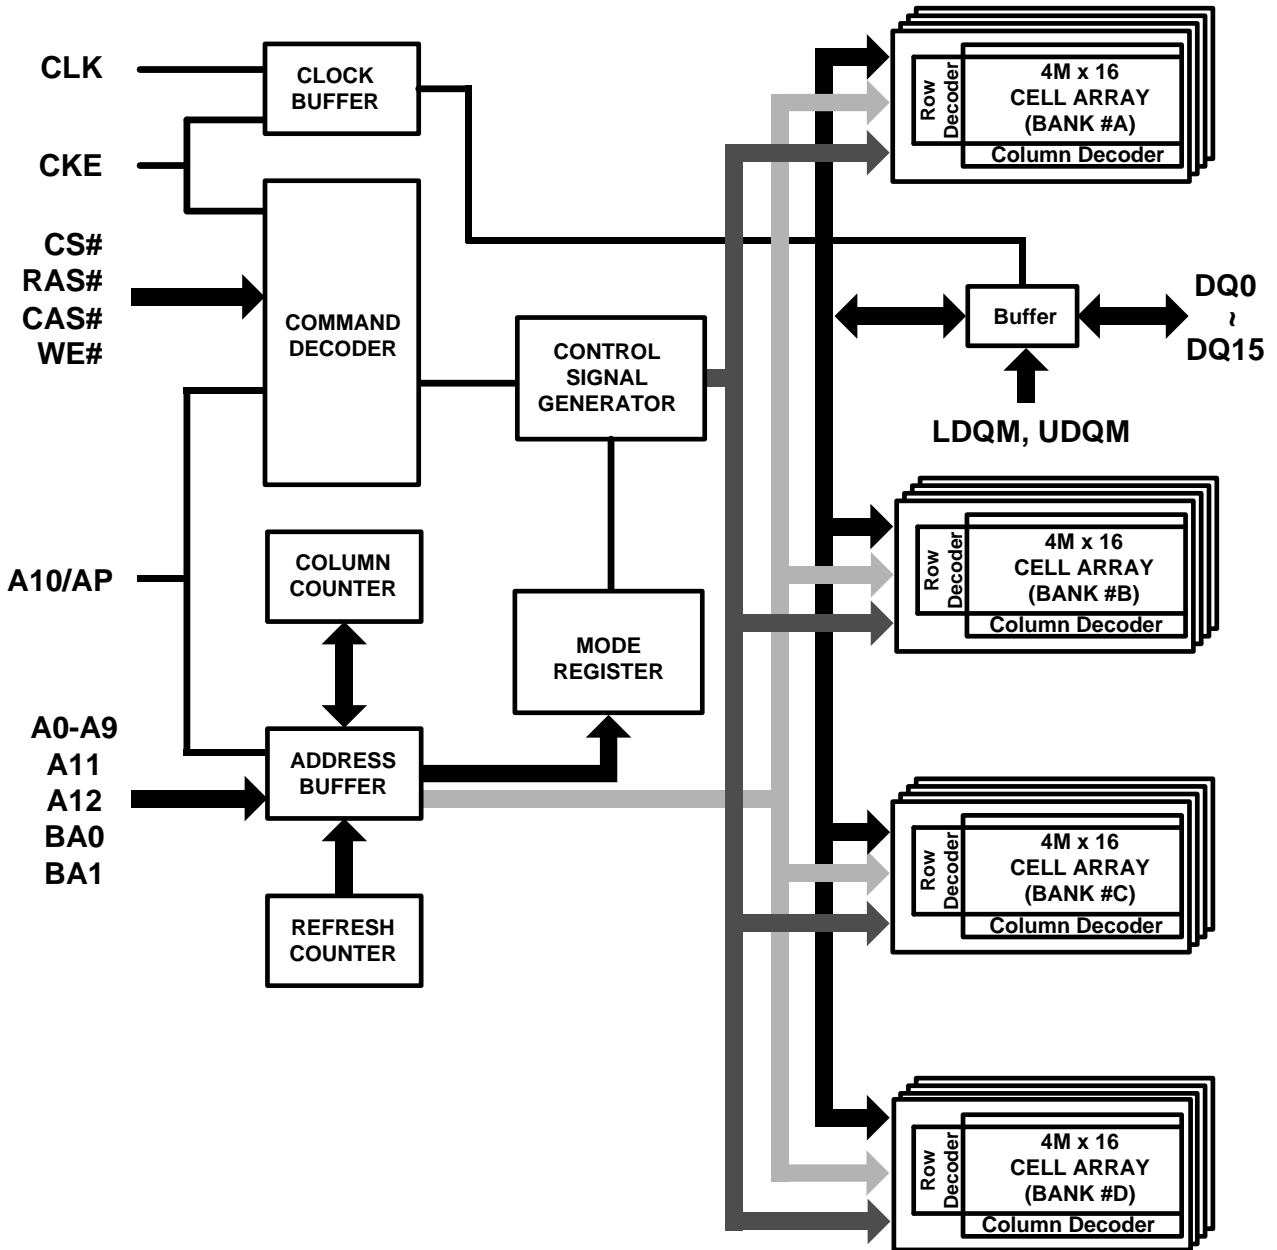 CLK
CLOCK
BUFFER
CKE
CS#
RAS#
CAS#
WE#
COMMAND
DECODER
CONTROL
SIGNAL
GENERATOR
A10/AP
COLUMN
COUNTER
MODE
REGISTER
A0-A9
A11
A12
BA0
BA1
ADDRESS
BUFFER
REFRESH
COUNTER
Row
Decoder
4M x 16
CELL ARRAY
(BANK #A)
Column Decoder
Buffer
DQ0
~
DQ15
LDQM, UDQM
Row
Decoder
4M x 16
CELL ARRAY
(BANK #B)
Column Decoder
Row
Decoder
4M x 16
CELL ARRAY
(BANK #C)
Column Decoder
Row
Decoder
4M x 16
CELL ARRAY
(BANK #D)
Column Decoder